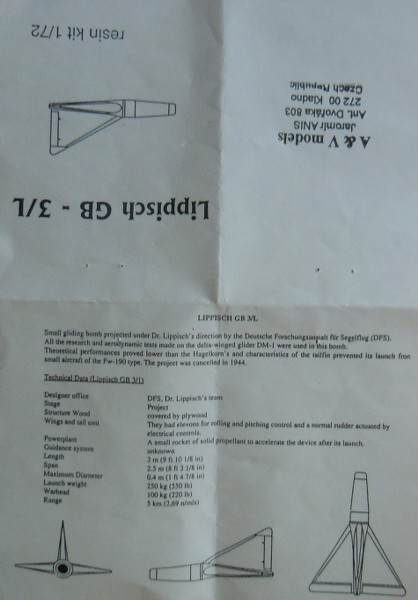 resin kit 1/72
Lippisch GB - 3/L
A & V models
Jaromir ANIS
Ant. Dvořáka 803
272 00 Kladno
Czech Republic
LIPPISCH GB 3/L
Small gliding bomb projected under Dr. Lippisch's direction by the Deutsche Forschungsanstalt für Segelflug (DFS).
All the research and aerodynamic tests made on the delta-winged glider DM-1 were used in this bomb.
Theoretical performances proved lower than the Hagelkorn's and characteristics of the tailfin prevented its launch from
small aircraft of the Fw-190 type. The project was cancelled in 1944.
Technical Data (Lippisch GB 3/l)
Designer office DFS, Dr. Lippisch's team
Stage Project
Structure Wood covered by plywood
Wings and tail unit They had elevons for rolling and pitching control and a normal rudder actuated by
electrical controls.
Powerplant A small rocket of solid propellant to accelerate the device after its launch.
Guidance system unknown
Length 3 m (9 ft 10 1/8 in)
Span 2.5 m (8 ft 3 1/8 in)
Maximum Diameter 0.4 m (1 ft 4 7/8 in)
Launch weight 250 kg (550 lb)
Warhead 100 kg (220 lb)
Range 5 km (2,69 n/mls)